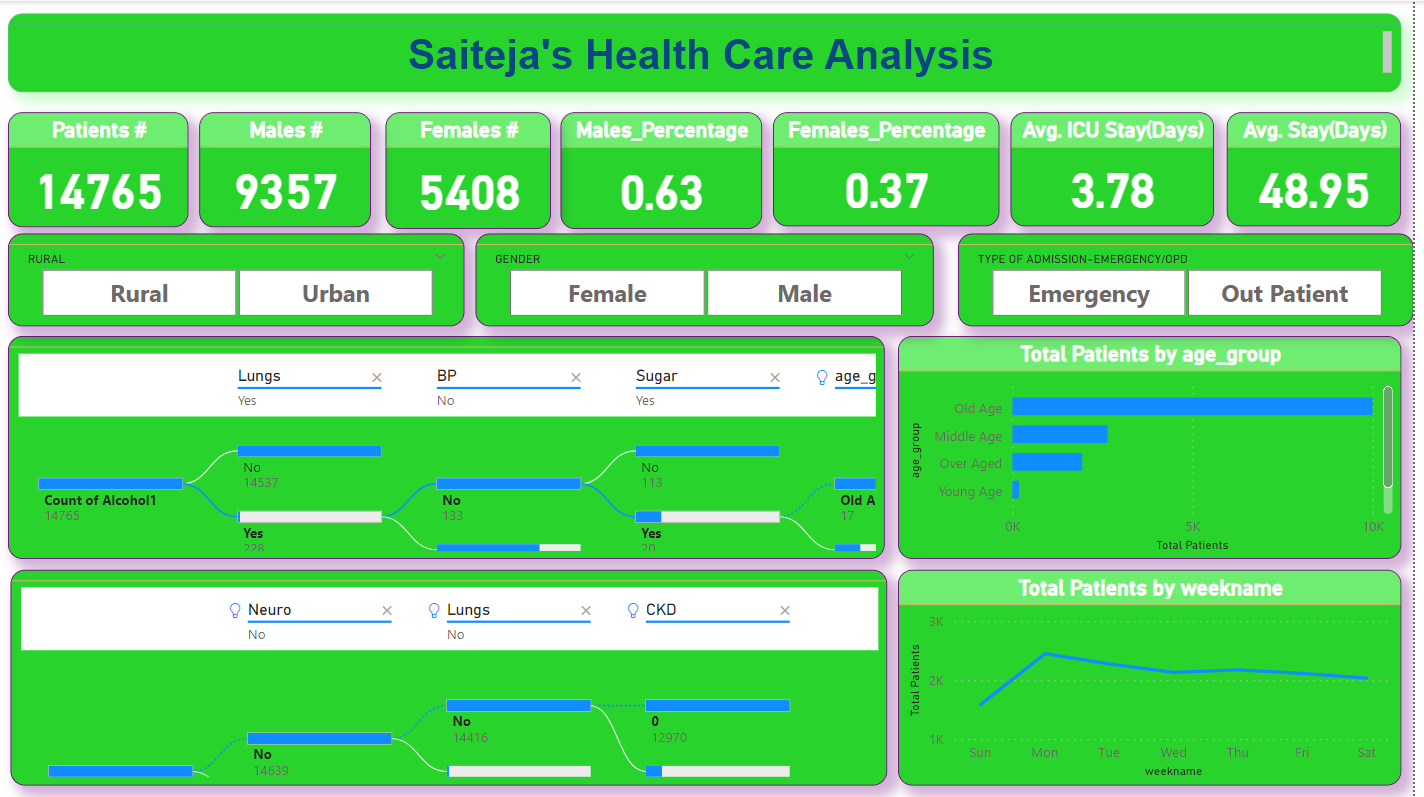 Saiteja's Health Care Analysis
Patients #
14765
Males #
9357
Females #
5408
Males_Percentage
0.63
Females_Percentage
0.37
Avg. ICU Stay(Days)
3.78
Avg. Stay(Days)
48.95
RURAL
Rural
Urban
GENDER
Female
Male
TYPE OF ADMISSION-EMERGENCY/OPD
Emergency
Out Patient
Lungs
Yes
BP
No
Sugar
Yes
age_g
Count of Alcohol1
14765
No
14537
Yes
228
No
133
No
113
Yes
20
Old A
17
Total Patients by age_group
age_group
Old Age
Middle Age
Over Aged
Young Age
0K
5K
10K
Total Patients
Neuro
No
Lungs
No
CKD
No
14639
No
14416
0
12970
Total Patients by weekname
Total Patients
3K
2K
1K
Sun
Mon
Tue
Wed
Thu
Fri
Sat
weekname